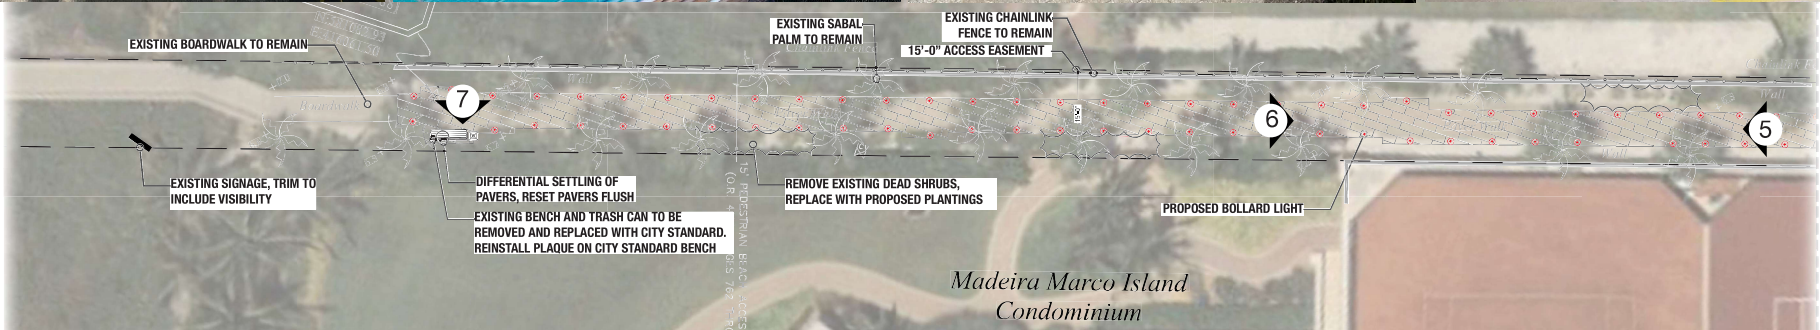 EXISTING BOARDWALK TO REMAIN
EXISTING SABAL
PALM TO REMAIN
EXISTING CHAINLINK
FENCE TO REMAIN
15'-0" ACCESS EASEMENT
Wall
Boardwalk
Wall
7
6
5
EXISTING SIGNAGE, TRIM TO
INCLUDE VISIBILITY
DIFFERENTIAL SETTLING OF
PAVERS, RESET PAVERS FLUSH
EXISTING BENCH AND TRASH CAN TO BE
REMOVED AND REPLACED WITH CITY STANDARD.
REINSTALL PLAQUE ON CITY STANDARD BENCH
REMOVE EXISTING DEAD SHRUBS,
REPLACE WITH PROPOSED PLANTINGS
PROPOSED BOLLARD LIGHT
Madeira Marco Island
Condominium